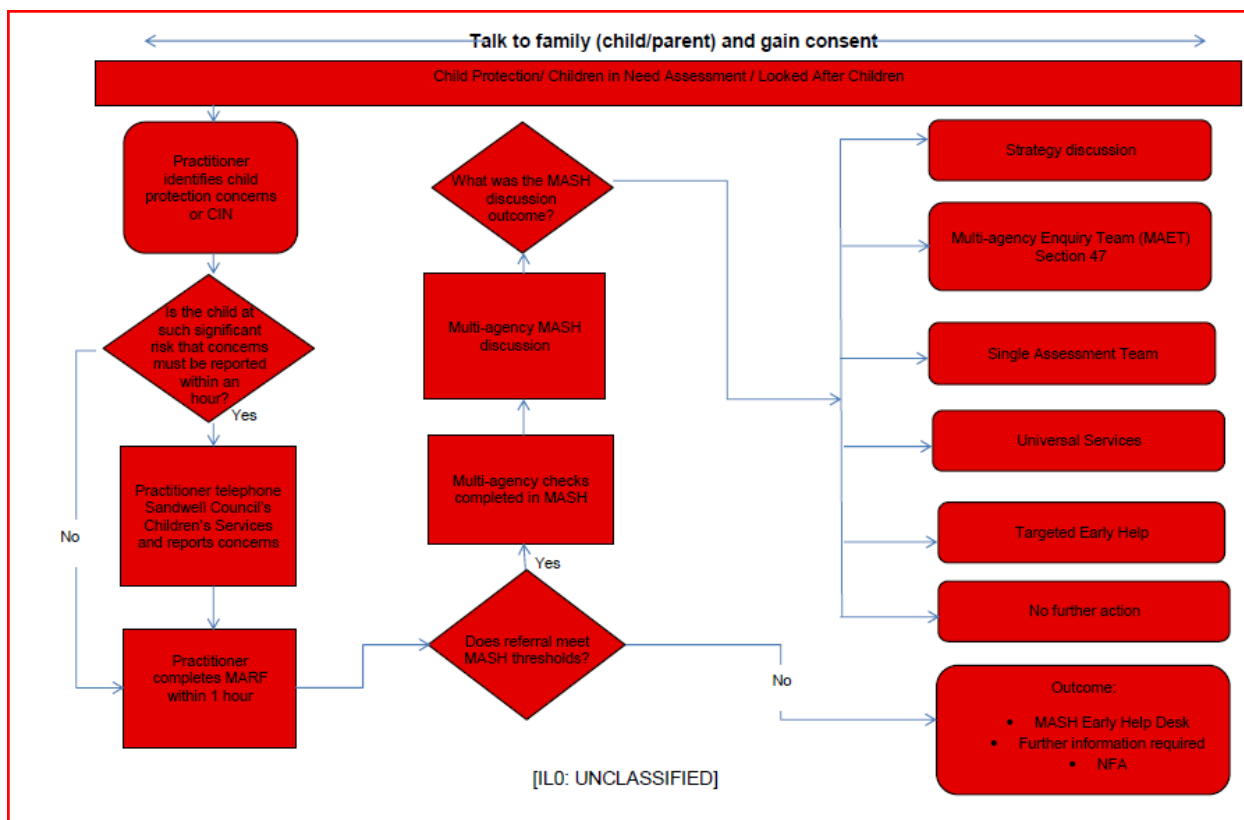 Talk to family (child/parent) and gain consent
Child Protection/ Children in Need Assessment / Looked After Children
Practitioner
identifies child
protection concerns
or CIN
Is the child at
such significant
risk that concerns
must be reported
within an
hour?
Yes
No
Practitioner telephone
Sandwell Council's
Children's Services
and reports concerns
Practitioner
completes MARF
within 1 hour
Does referral meet
MASH thresholds?
Yes
No
Multi-agency checks
completed in MASH
Multi-agency MASH
discussion
What was the MASH
discussion
outcome?
Strategy discussion
Multi-agency Enquiry Team (MAET)
Section 47
Single Assessment Team
Universal Services
Targeted Early Help
No further action
Outcome:
• MASH Early Help Desk
• Further information required
• NFA
[IL0: UNCLASSIFIED]